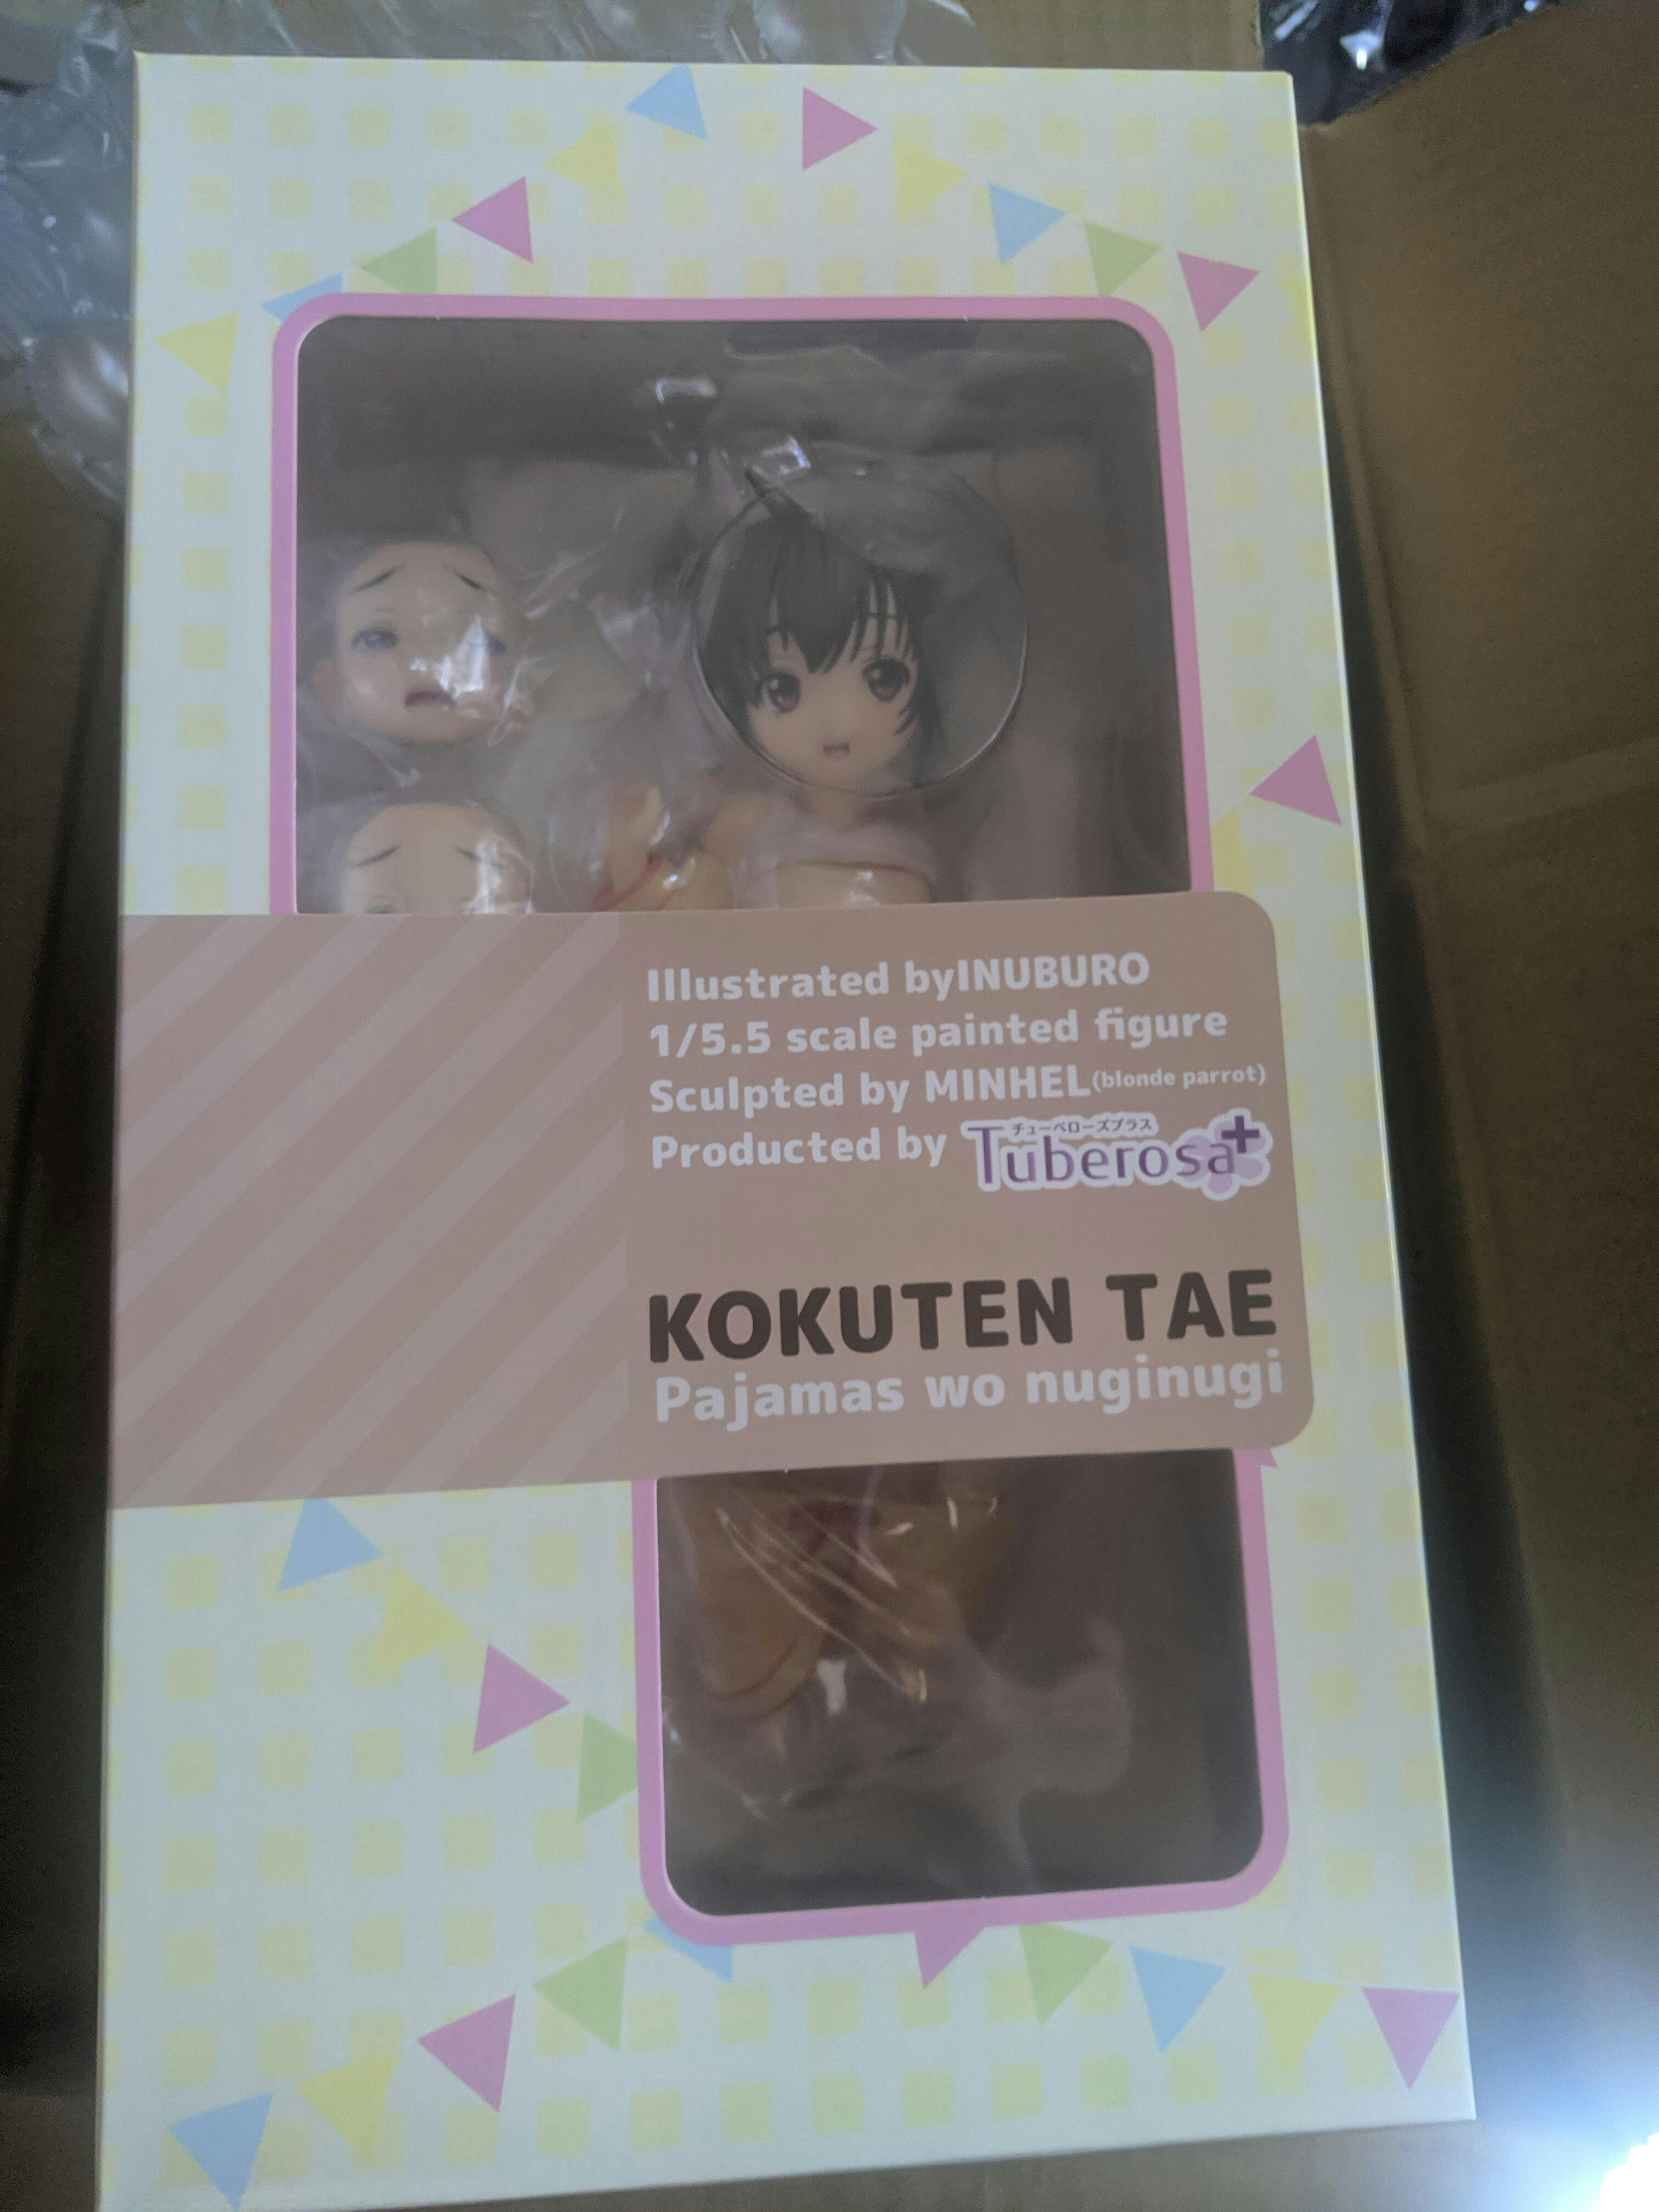 Illustrated byINUBURO
1/5.5 scale painted figure
Sculpted by MINHEL(blonde parrot)
Producted by チューベローズプラス Tuberosa+
KOKUTEN TAE
Pajamas wo nuginugi